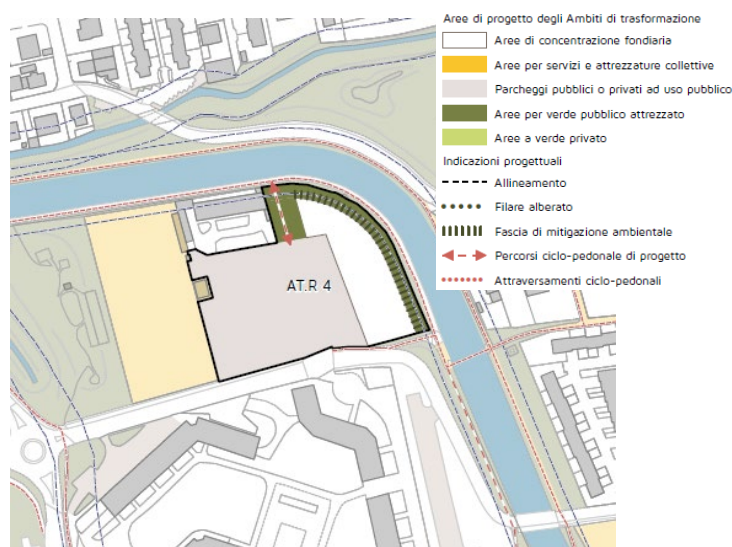 Aree di progetto degli Ambiti di trasformazione
Aree di concentrazione fondiaria
Aree per servizi e attrezzature collettive
Parcheggi pubblici o privati ad uso pubblico
Aree per verde pubblico attrezzato
Aree a verde privato
Indicazioni progettuali
Allineamento
Filare alberato
Fascia di mitigazione ambientale
Percorsi ciclo-pedonale di progetto
Attraversamenti ciclo-pedonali
AT.R 4